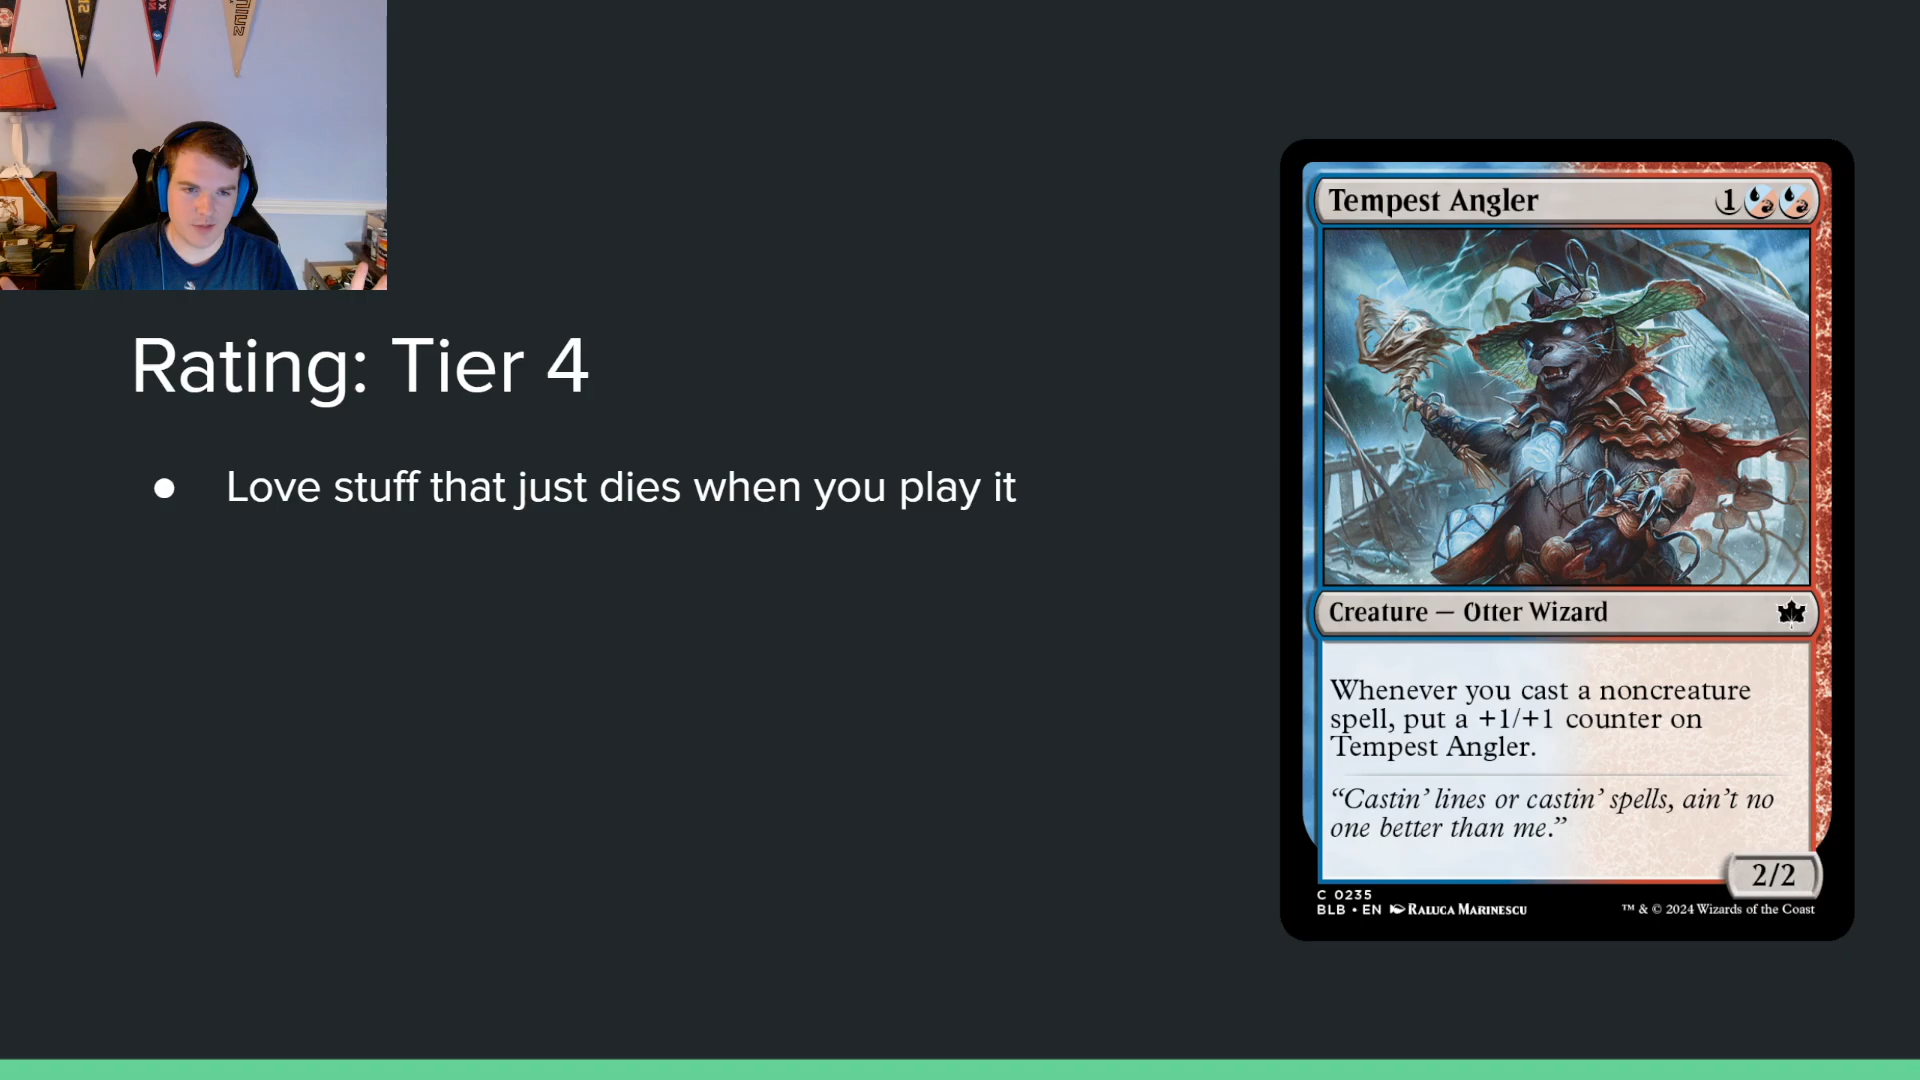 Rating: Tier 4
● Love stuff that just dies when you play it
Tempest Angler 1
Creature — Otter Wizard
Whenever you cast a noncreature
spell, put a +1/+1 counter on
Tempest Angler.
“Castin’ lines or castin’ spells, ain’t no
one better than me.”
2/2
C 0235
BLB • EN Raluca Marinescu
™ & © 2024 Wizards of the Coast